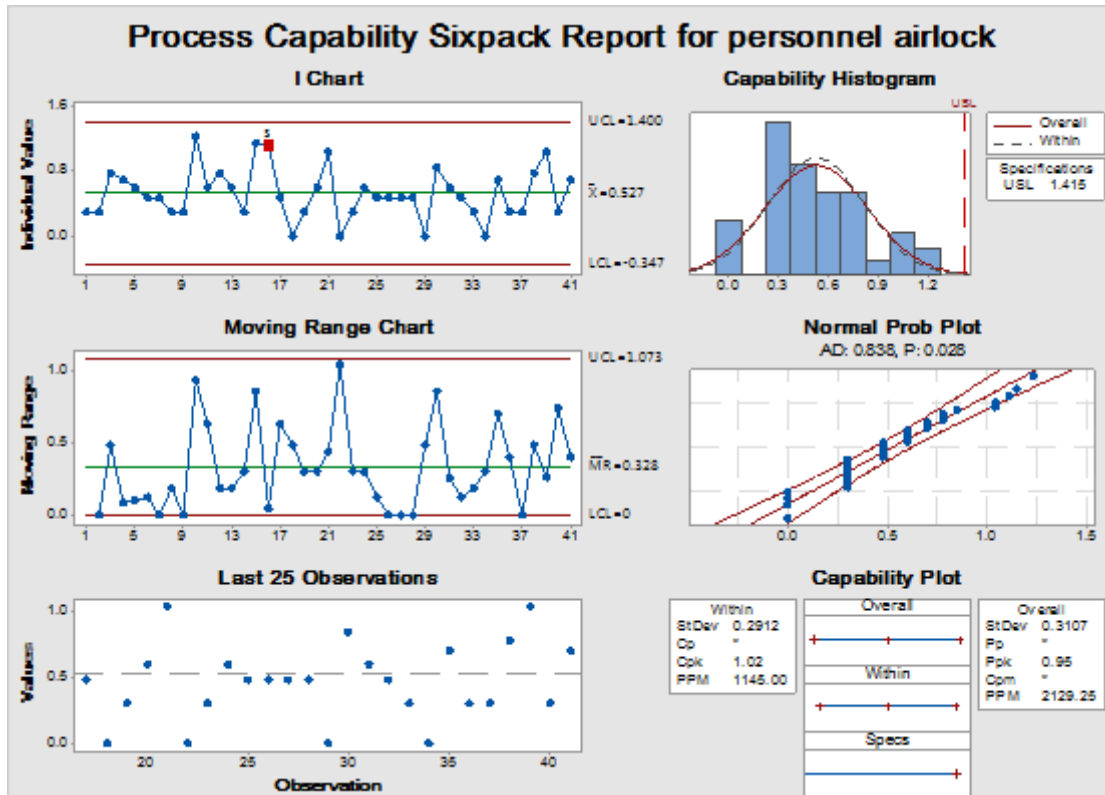 Process Capability Sixpack Report for personnel airlock
I Chart
Individual Value
1.6
0.8
0.0
5
UCL=1.400
X̄=0.527
LCL=-0.347
1 5 9 13 17 21 25 29 33 37 41
Capability Histogram
USL
0.0 0.3 0.6 0.9 1.2
Overall
Within
Specifications
USL 1.415
Moving Range Chart
Moving Range
1.0
0.5
0.0
UCL=1.073
M̅R̅=0.328
LCL=0
1 5 9 13 17 21 25 29 33 37 41
Normal Prob Plot
AD: 0.838, P: 0.028
0.0 0.5 1.0 1.5
Last 25 Observations
Values
1.0
0.5
0.0
20 25 30 35 40
Observation
Capability Plot
Within
StDev 0.2912
Cp *
Cpk 1.02
PPM 1145.00
Overall
Within
Specs
Overall
StDev 0.3107
Pp *
Ppk 0.95
Cpm *
PPM 2129.25